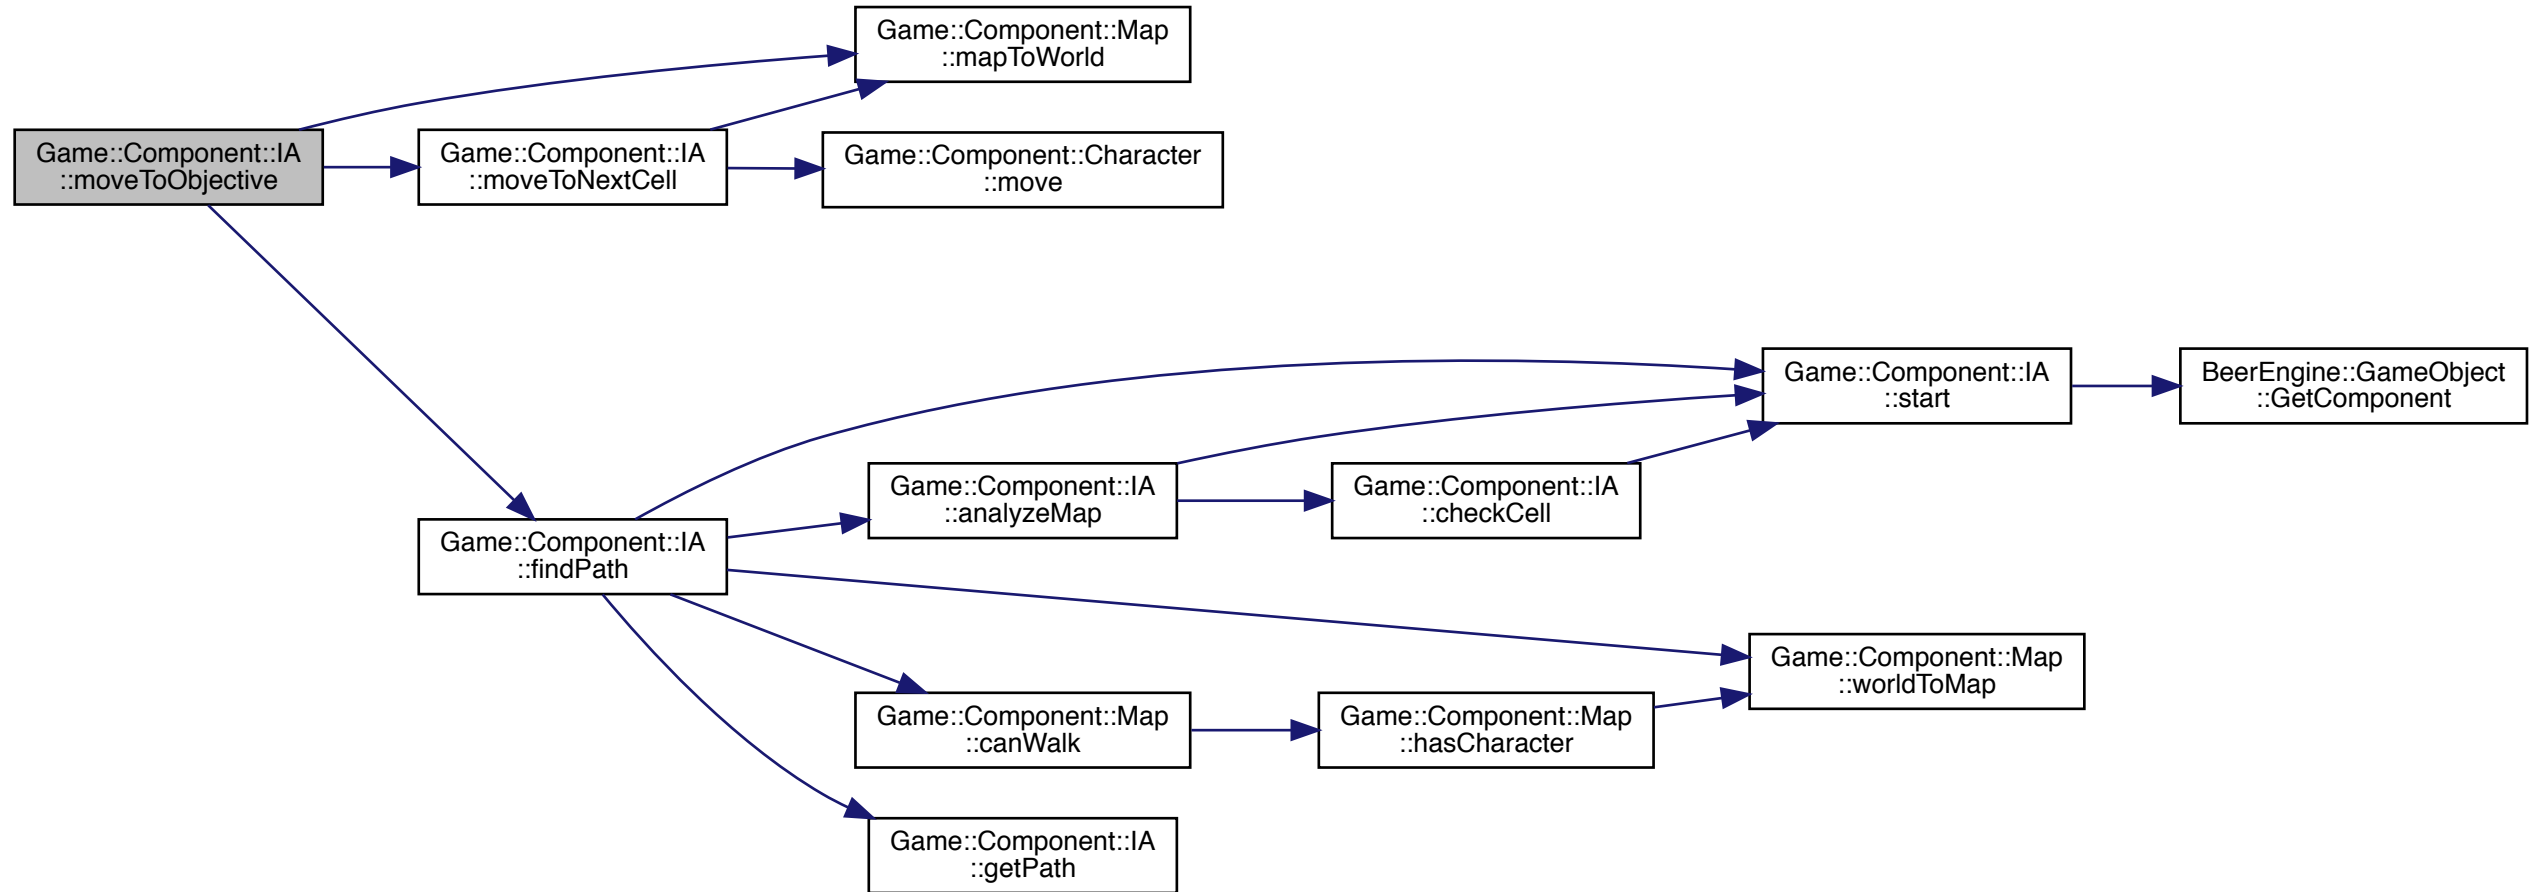 Game::Component::Map
::mapToWorld
Game::Component::IA
::moveToObjective
Game::Component::IA
::moveToNextCell
Game::Component::Character
::move
Game::Component::IA
::start
BeerEngine::GameObject
::GetComponent
Game::Component::IA
::analyzeMap
Game::Component::IA
::checkCell
Game::Component::IA
::findPath
Game::Component::Map
::worldToMap
Game::Component::Map
::canWalk
Game::Component::Map
::hasCharacter
Game::Component::IA
::getPath